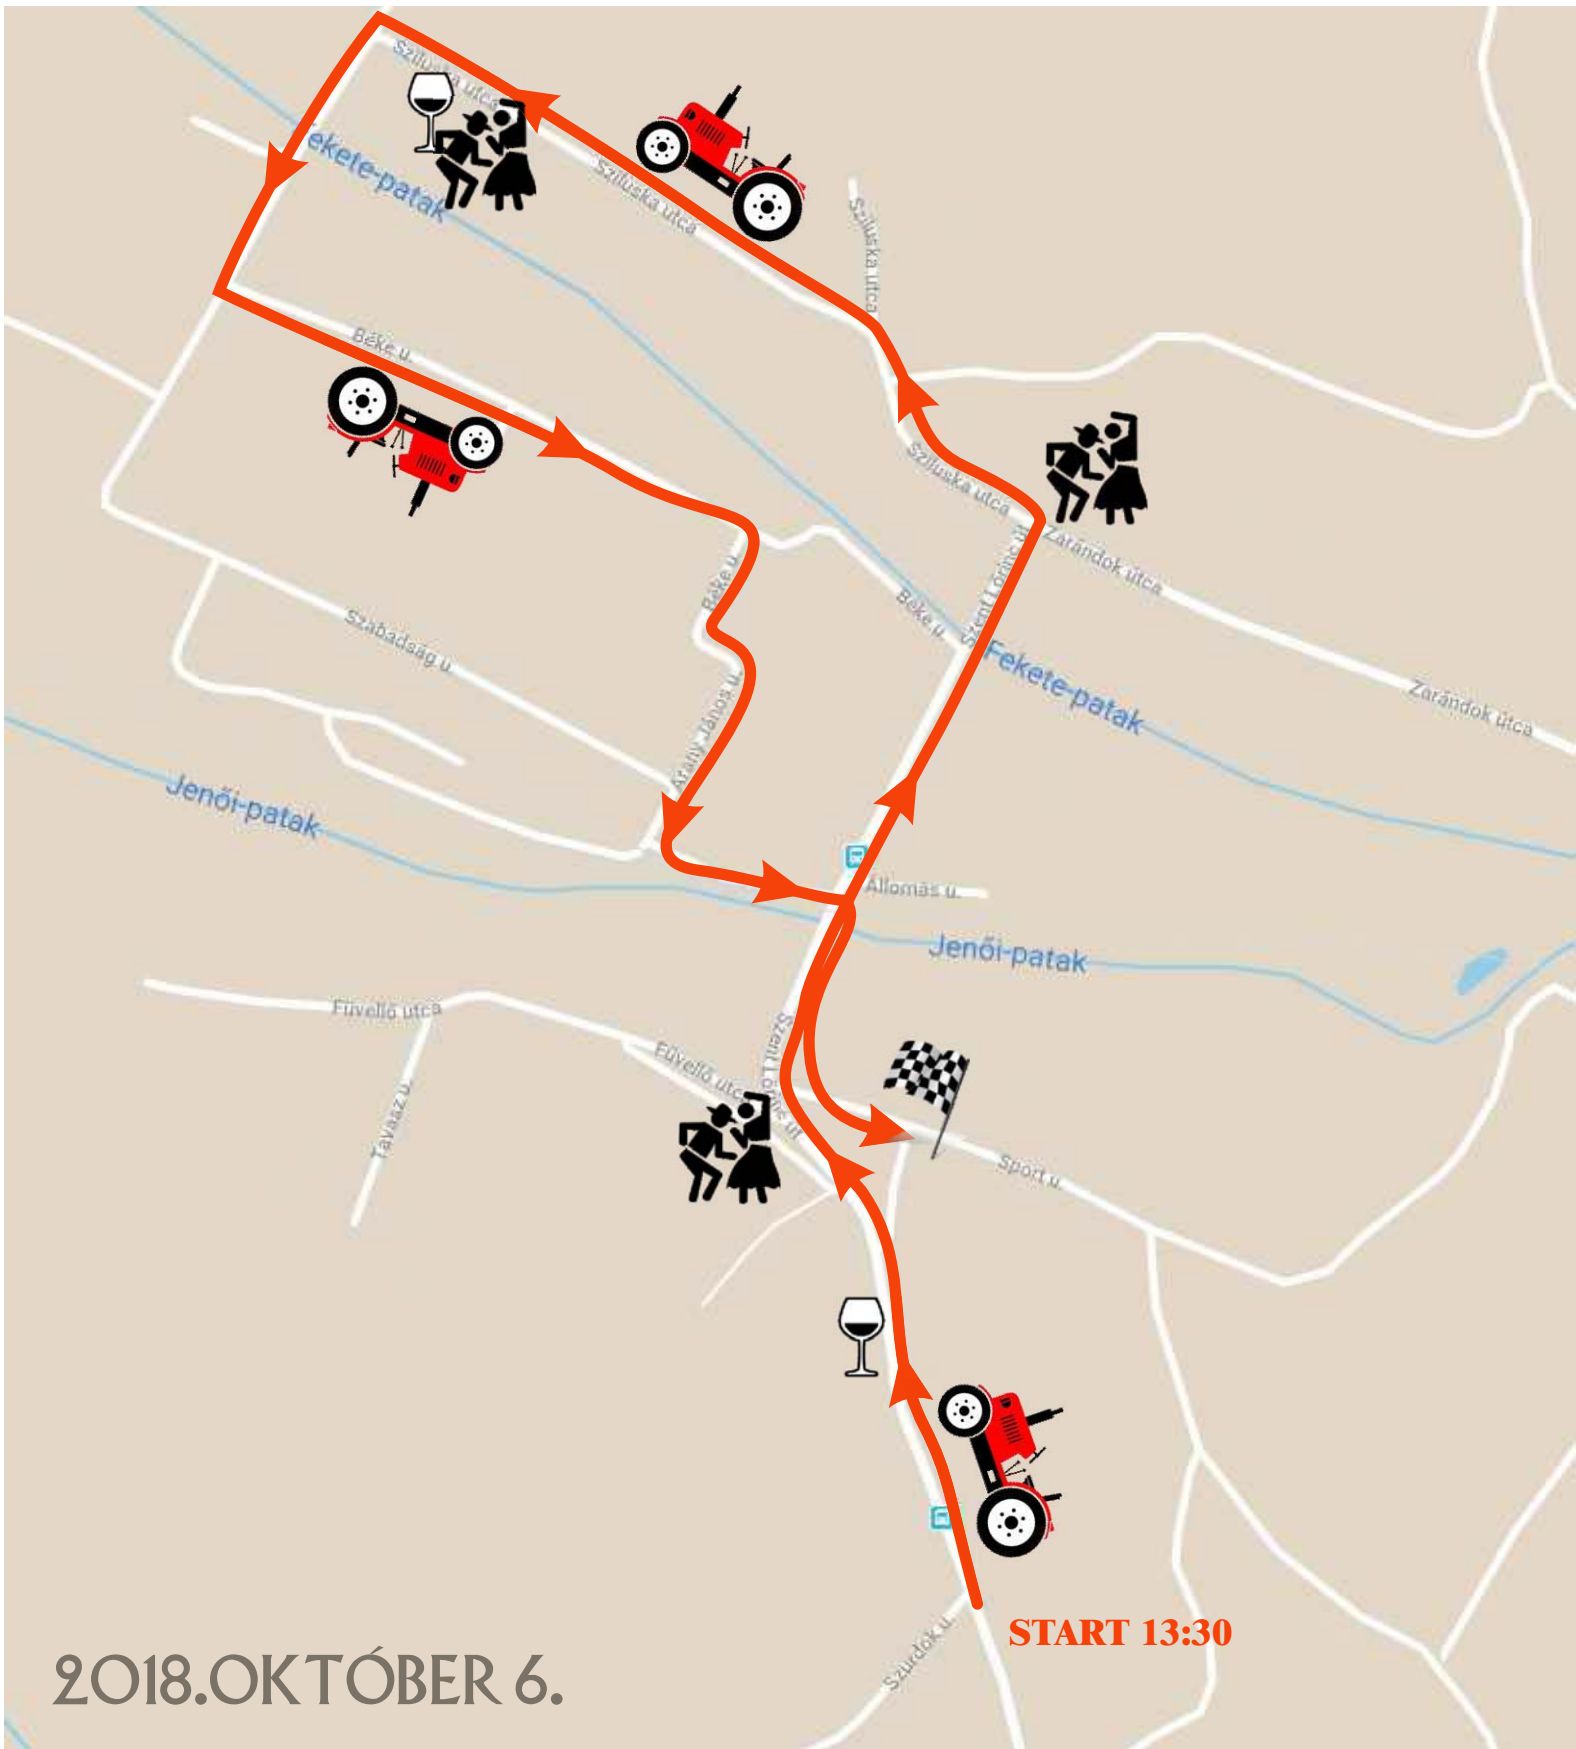 Sziluska utca
Fekete-patak
Sziluska utca
Sziluska utca
Béke u.
Sziluska utca
Zarándok útca
Szent Lőrinc út
Béke u.
Béke u.
Szabadság u.
Fekete-patak
Zarándok útca
Arany János u.
Jenői-patak
Állomás u.
Jenői-patak
Füvellő utca
Füvellő utca
Szent Lőrinc út
Tavasz u.
Sport u.
START 13:30
Szurdok u.
2018.OKTÓBER 6.